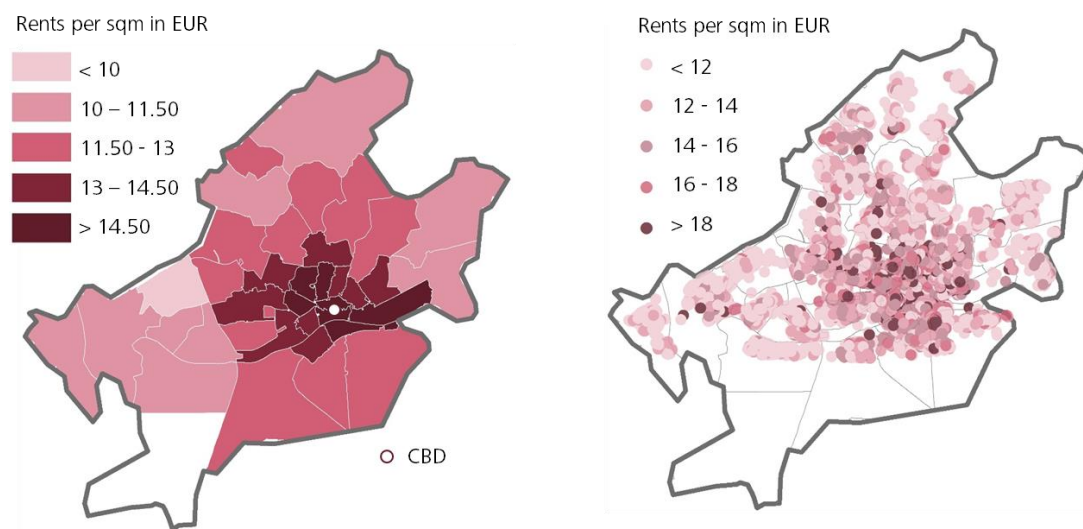 Rents per sqm in EUR
< 10
10 – 11.50
11.50 - 13
13 – 14.50
> 14.50
CBD
Rents per sqm in EUR
< 12
12 - 14
14 - 16
16 - 18
> 18